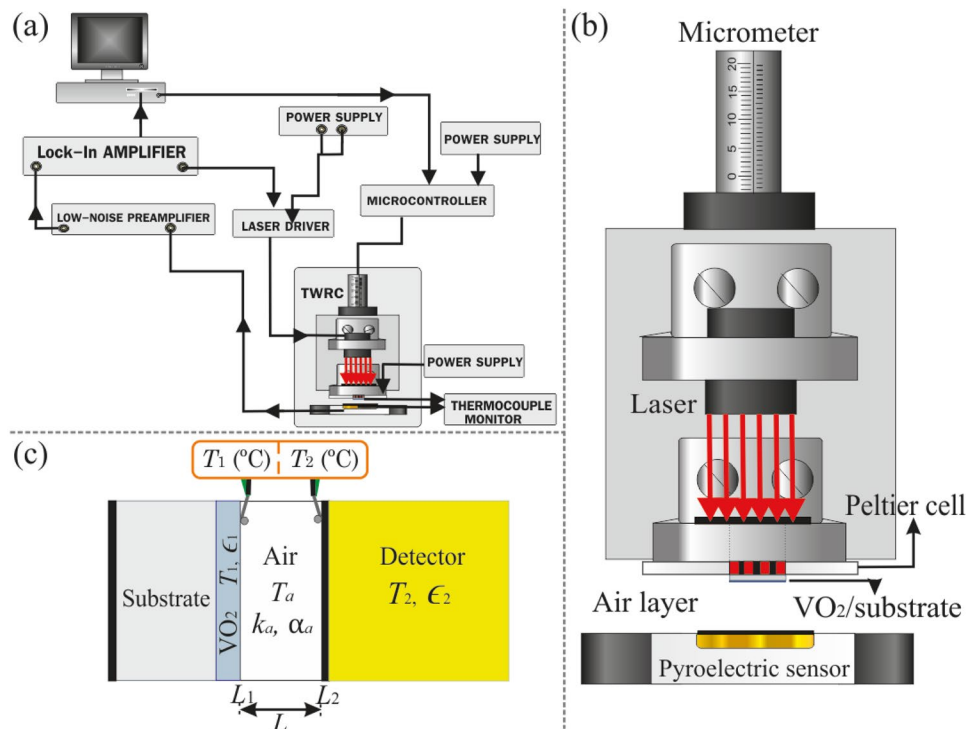 (a)
POWER SUPPLY
POWER SUPPLY
Lock-In AMPLIFIER
MICROCONTROLLER
LOW-NOISE PREAMPLIFIER
LASER DRIVER
TWRC
POWER SUPPLY
THERMOCOUPLE
MONITOR
(b)
Micrometer
20
15
10
5
0
Laser
Peltier cell
Air layer
VO₂/substrate
Pyroelectric sensor
(c)
T₁ (ºC) T₂ (ºC)
Substrate
VO₂ T₁, ϵ₁
Air
Tₐ
kₐ, αₐ
Detector
T₂, ϵ₂
L₁ L₂
L